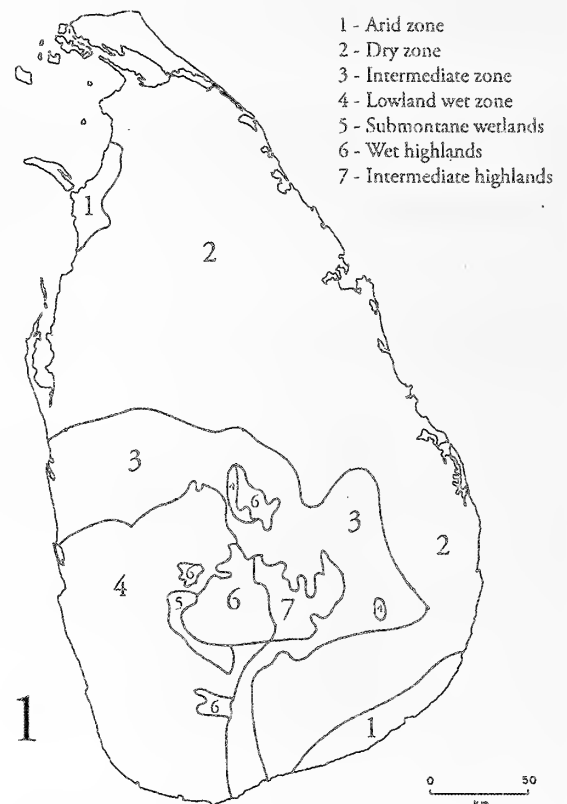 1 - Arid zone
2 - Dry zone
3 - Intermediate zone
4 - Lowland wet zone
5 - Submontane wetlands
6 - Wet highlands
7 - Intermediate highlands
1
2
3
6
3
2
6
4
5
6
7
6
1
1
0 50
km